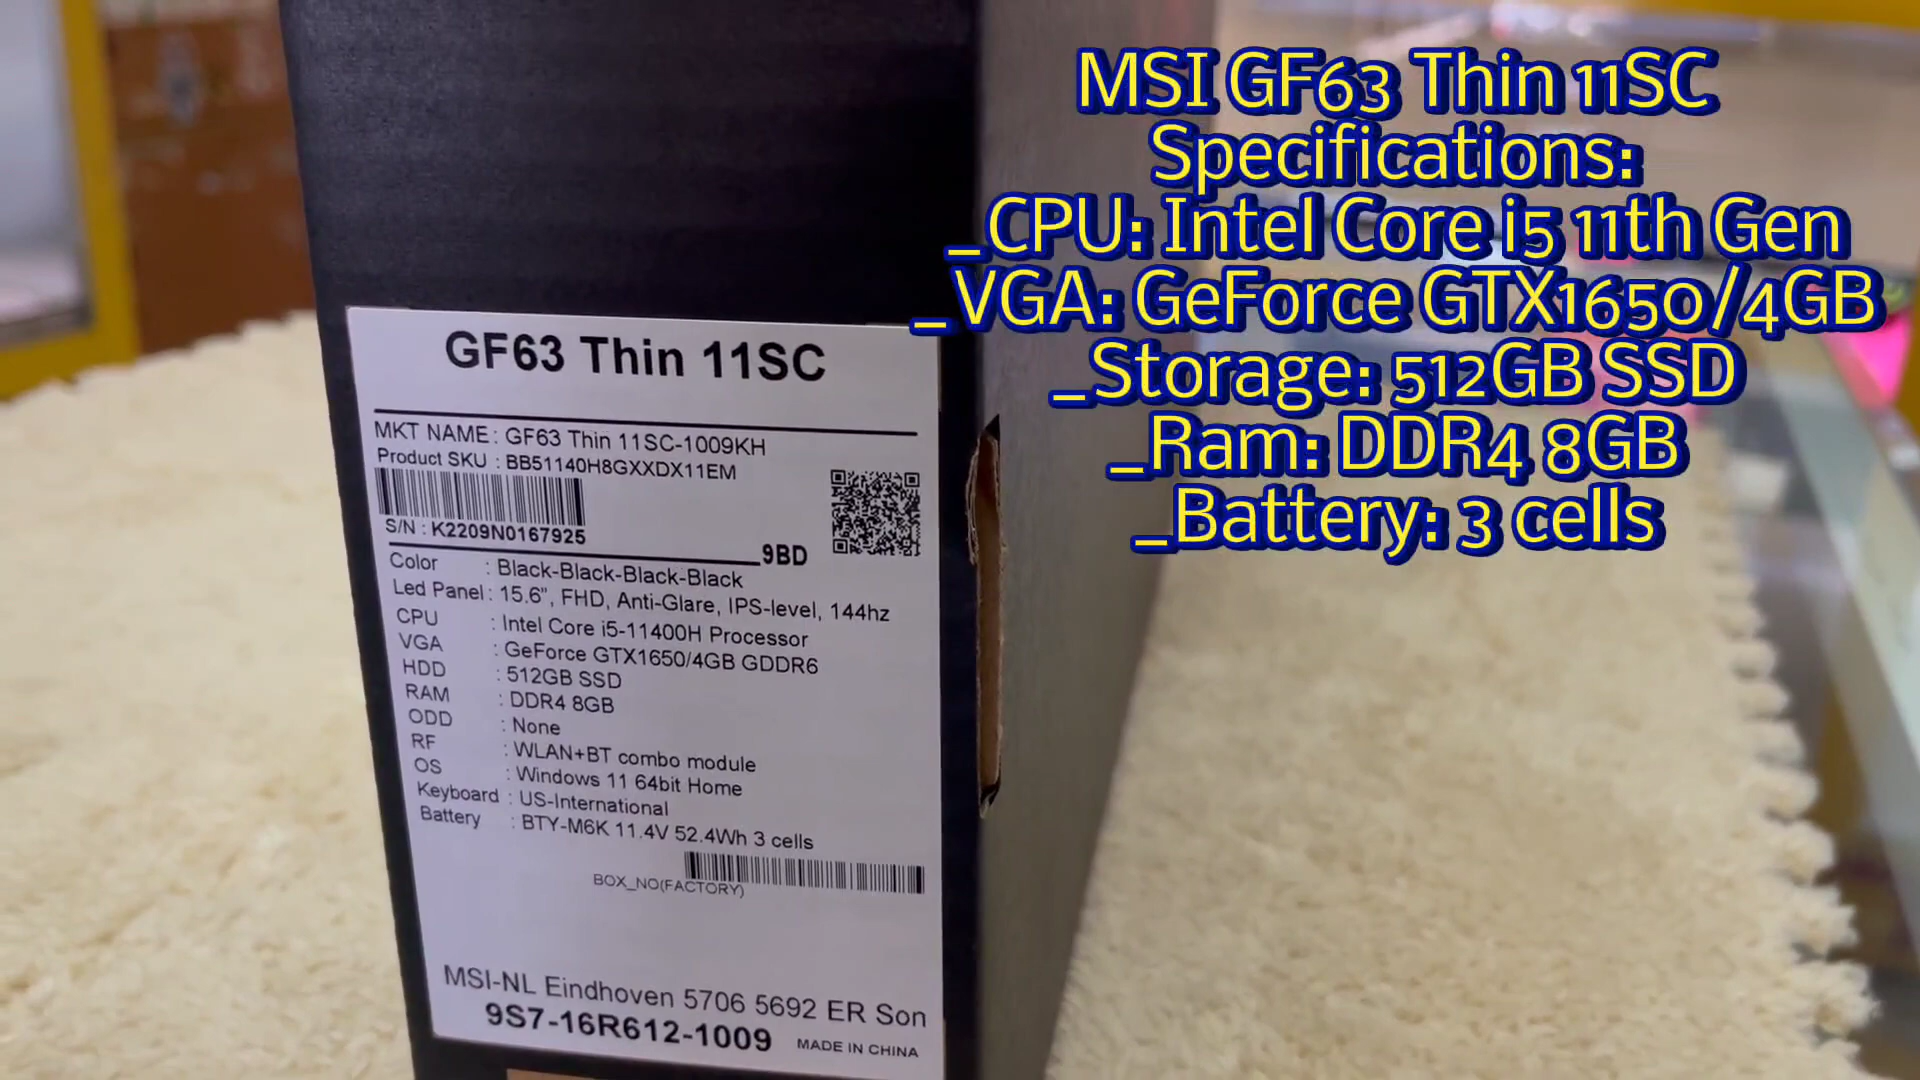 MSI GF63 Thin 11SC
Specifications:
_CPU: Intel Core i5 11th Gen
_VGA: GeForce GTX1650/4GB
_Storage: 512GB SSD
_Ram: DDR4 8GB
_Battery: 3 cells
GF63 Thin 11SC
MKT NAME : GF63 Thin 11SC-1009KH
Product SKU : BB51140H8GXXDX11EM
S/N : K2209N0167925
9BD
Color : Black-Black-Black-Black
Led Panel : 15.6", FHD, Anti-Glare, IPS-level, 144hz
CPU : Intel Core i5-11400H Processor
VGA : GeForce GTX1650/4GB GDDR6
HDD : 512GB SSD
RAM : DDR4 8GB
ODD : None
RF : WLAN+BT combo module
OS : Windows 11 64bit Home
Keyboard : US-International
Battery : BTY-M6K 11.4V 52.4Wh 3 cells
BOX_NO(FACTORY)
MSI-NL Eindhoven 5706 5692 ER Son
9S7-16R612-1009
MADE IN CHINA